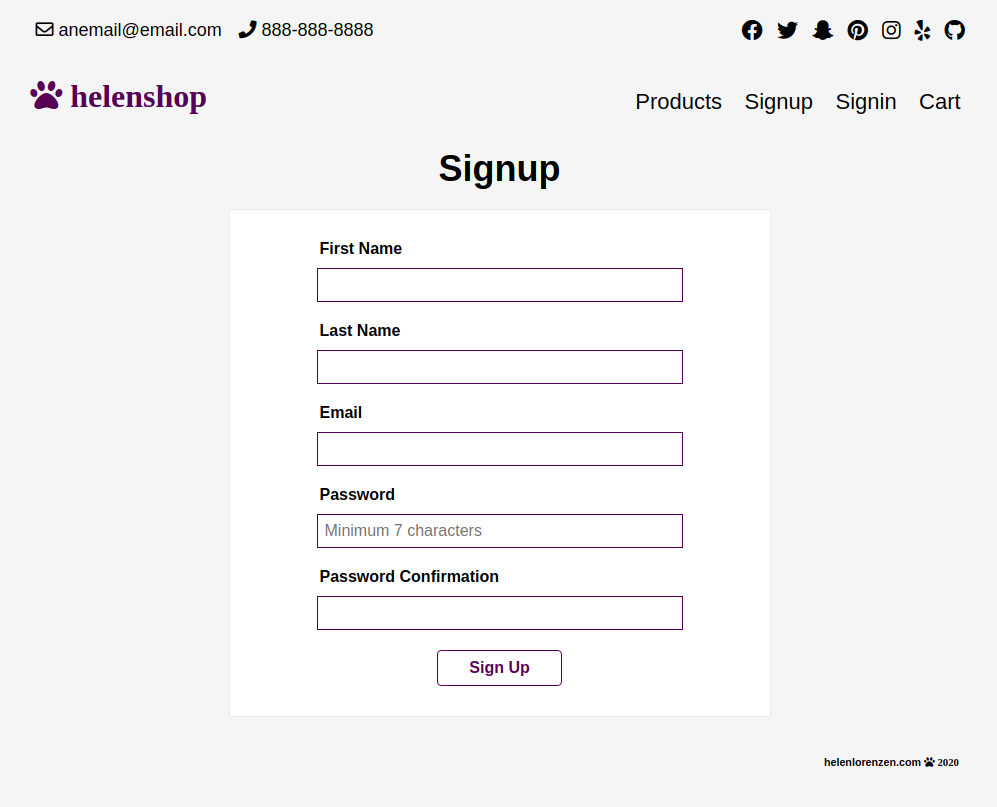 anemail@email.com 888-888-8888
helenshop
Products Signup Signin Cart
Signup
First Name
Last Name
Email
Password
Minimum 7 characters
Password Confirmation
Sign Up
helenlorenzen.com 2020